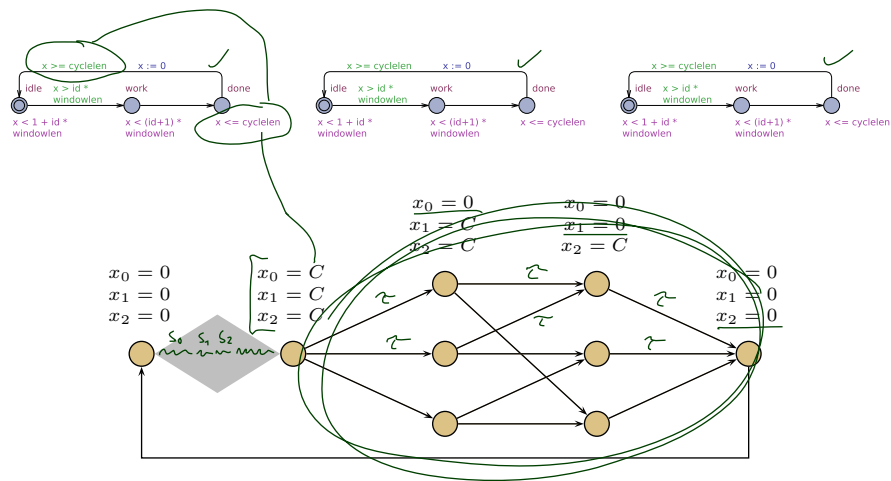 x >= cyclelen x := 0
idle x > id * work done
windowlen
x < 1 + id * x < (id+1) * x <= cyclelen
windowlen windowlen
x >= cyclelen x := 0
idle x > id * work done
windowlen
x < 1 + id * x < (id+1) * x <= cyclelen
windowlen windowlen
x >= cyclelen x := 0
idle x > id * work done
windowlen
x < 1 + id * x < (id+1) * x <= cyclelen
windowlen windowlen
x₀ = 0
x₁ = C
x₂ = C
x₀ = 0
x₁ = 0
x₂ = C
x₀ = 0
x₁ = 0
x₂ = 0
x₀ = C
x₁ = C
x₂ = C
x₀ = 0
x₁ = 0
x₂ = 0
S₀ S₁ S₂
τ τ τ
τ
τ τ